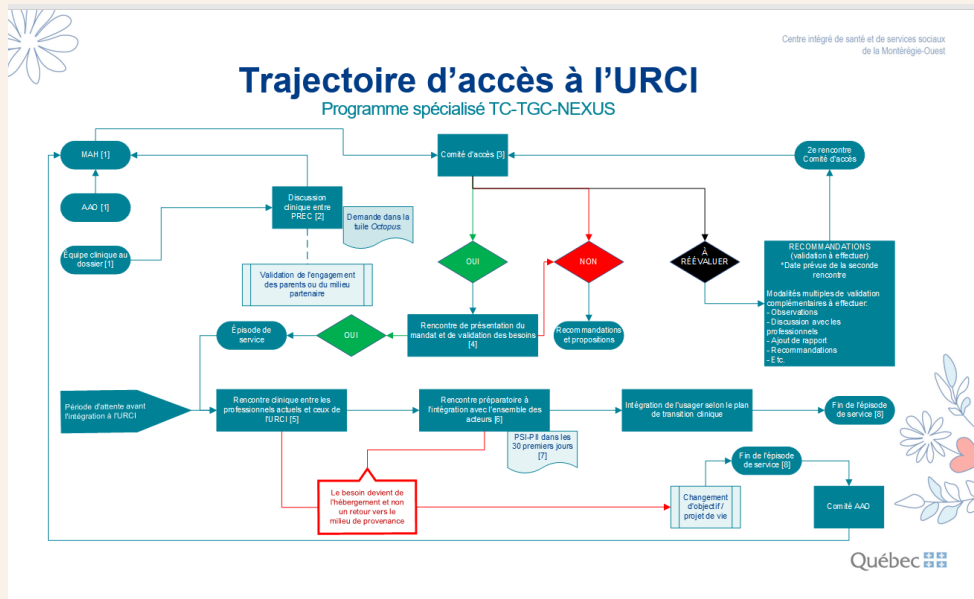 Centre intégré de santé et de services sociaux
de la Montérégie-Ouest
Trajectoire d'accès à l'URCI
Programme spécialisé TC-TGC-NEXUS
MAH [1]
Comité d'accès [3]
2e rencontre
Comité d'accès
AAD [1]
Discussion
clinique entre
PREC [2]
Demande dans la
tuile Octopus.
Équipe clinique au
dossier [1]
Validation de l'engagement
des parents ou du milieu
partenaire
OUI
NON
À
RÉÉVALUER
RECOMMANDATIONS
(validation à effectuer)
*Date prévue de la seconde
rencontre
Modalités multiples de validation
complémentaires à effectuer:
- Observations
- Discussion avec les
professionnels
- Ajout de rapport
- Recommandations
- Etc.
Épisode de
service
OUI
Rencontre de présentation du
mandat et de validation des besoins
[4]
Recommandations
et propositions
Période d'attente avant
l'intégration à l'URCI
Rencontre clinique entre les
professionnels actuels et ceux de
l'URCI [5]
Rencontre préparatoire à
l'intégration avec l'ensemble des
acteurs [6]
Intégration de l'usager selon le plan
de transition clinique
Fin de l'épisode
de service [8]
PSI-PII dans les
30 premiers jours
[7]
Le besoin devient de
l'hébergement et non
un retour vers le
milieu de provenance
Changement
d'objectif /
projet de vie
Fin de l'épisode
de service [8]
Comité AAD
Québec